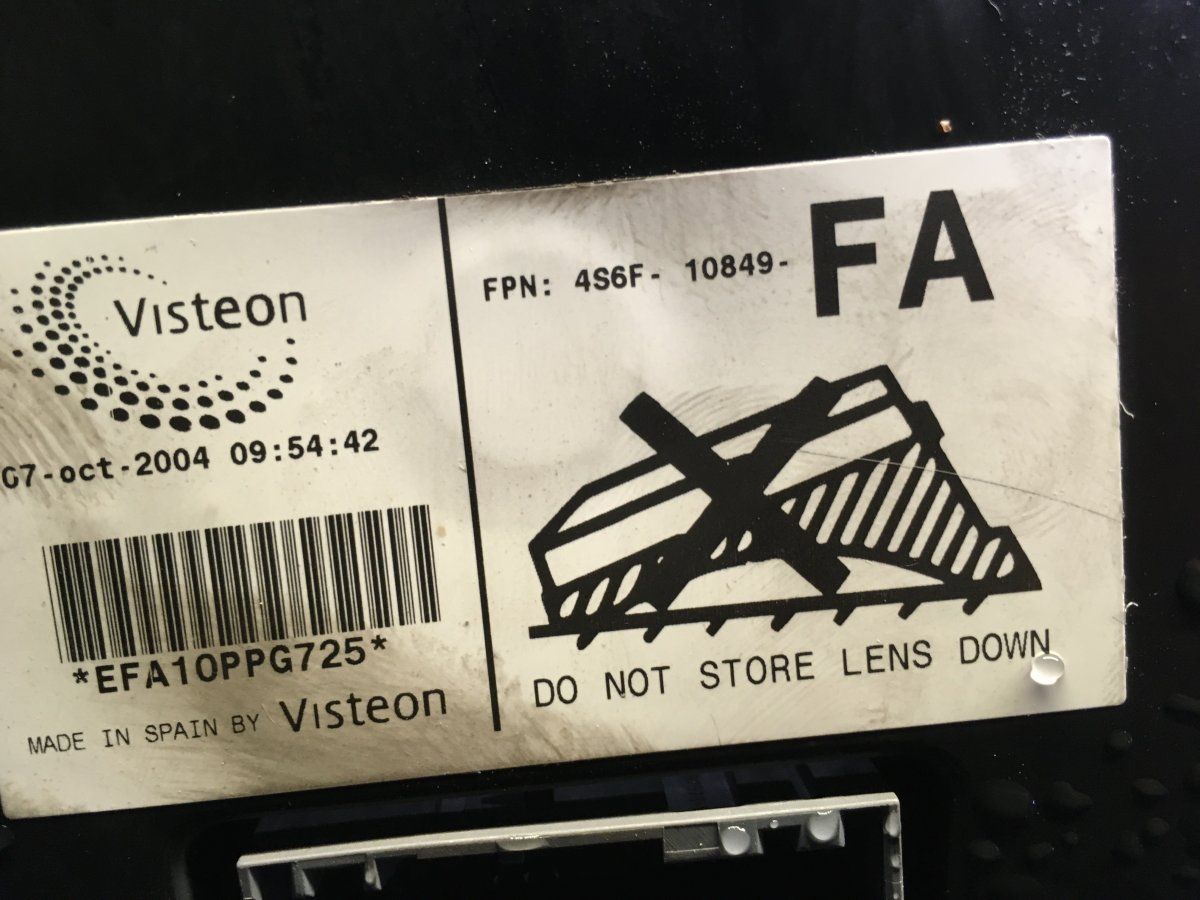 Visteon
07-oct-2004 09:54:42
*EFA10PPG725*
MADE IN SPAIN BY Visteon
FPN: 4S6F- 10849- FA
DO NOT STORE LENS DOWN